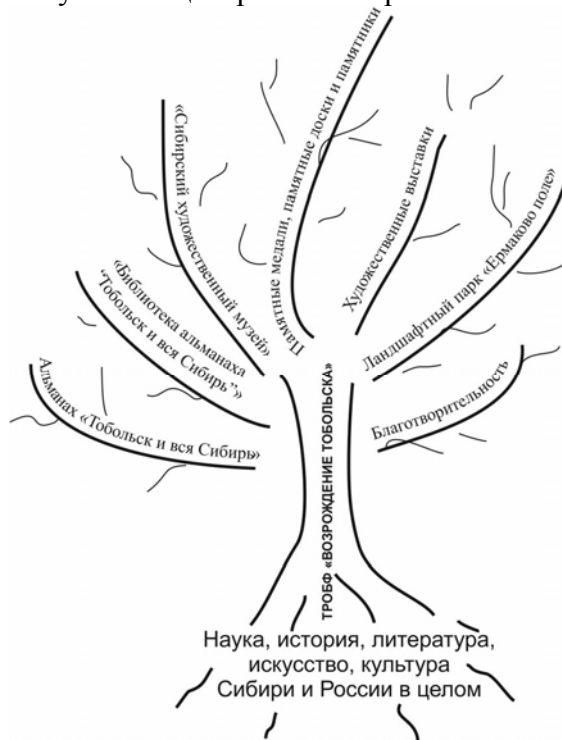 Альманах «Тобольск и вся Сибирь»
«Библиотека альманаха
“Тобольск и вся Сибирь”»
«Сибирский художественный музей»
Памятные медали, памятные доски и памятники
Художественные выставки
Ландшафтный парк «Ермаково поле»
Благотворительность
ТРОБФ «ВОЗРОЖДЕНИЕ ТОБОЛЬСКА»
Наука, история, литература,
искусство, культура
Сибири и России в целом